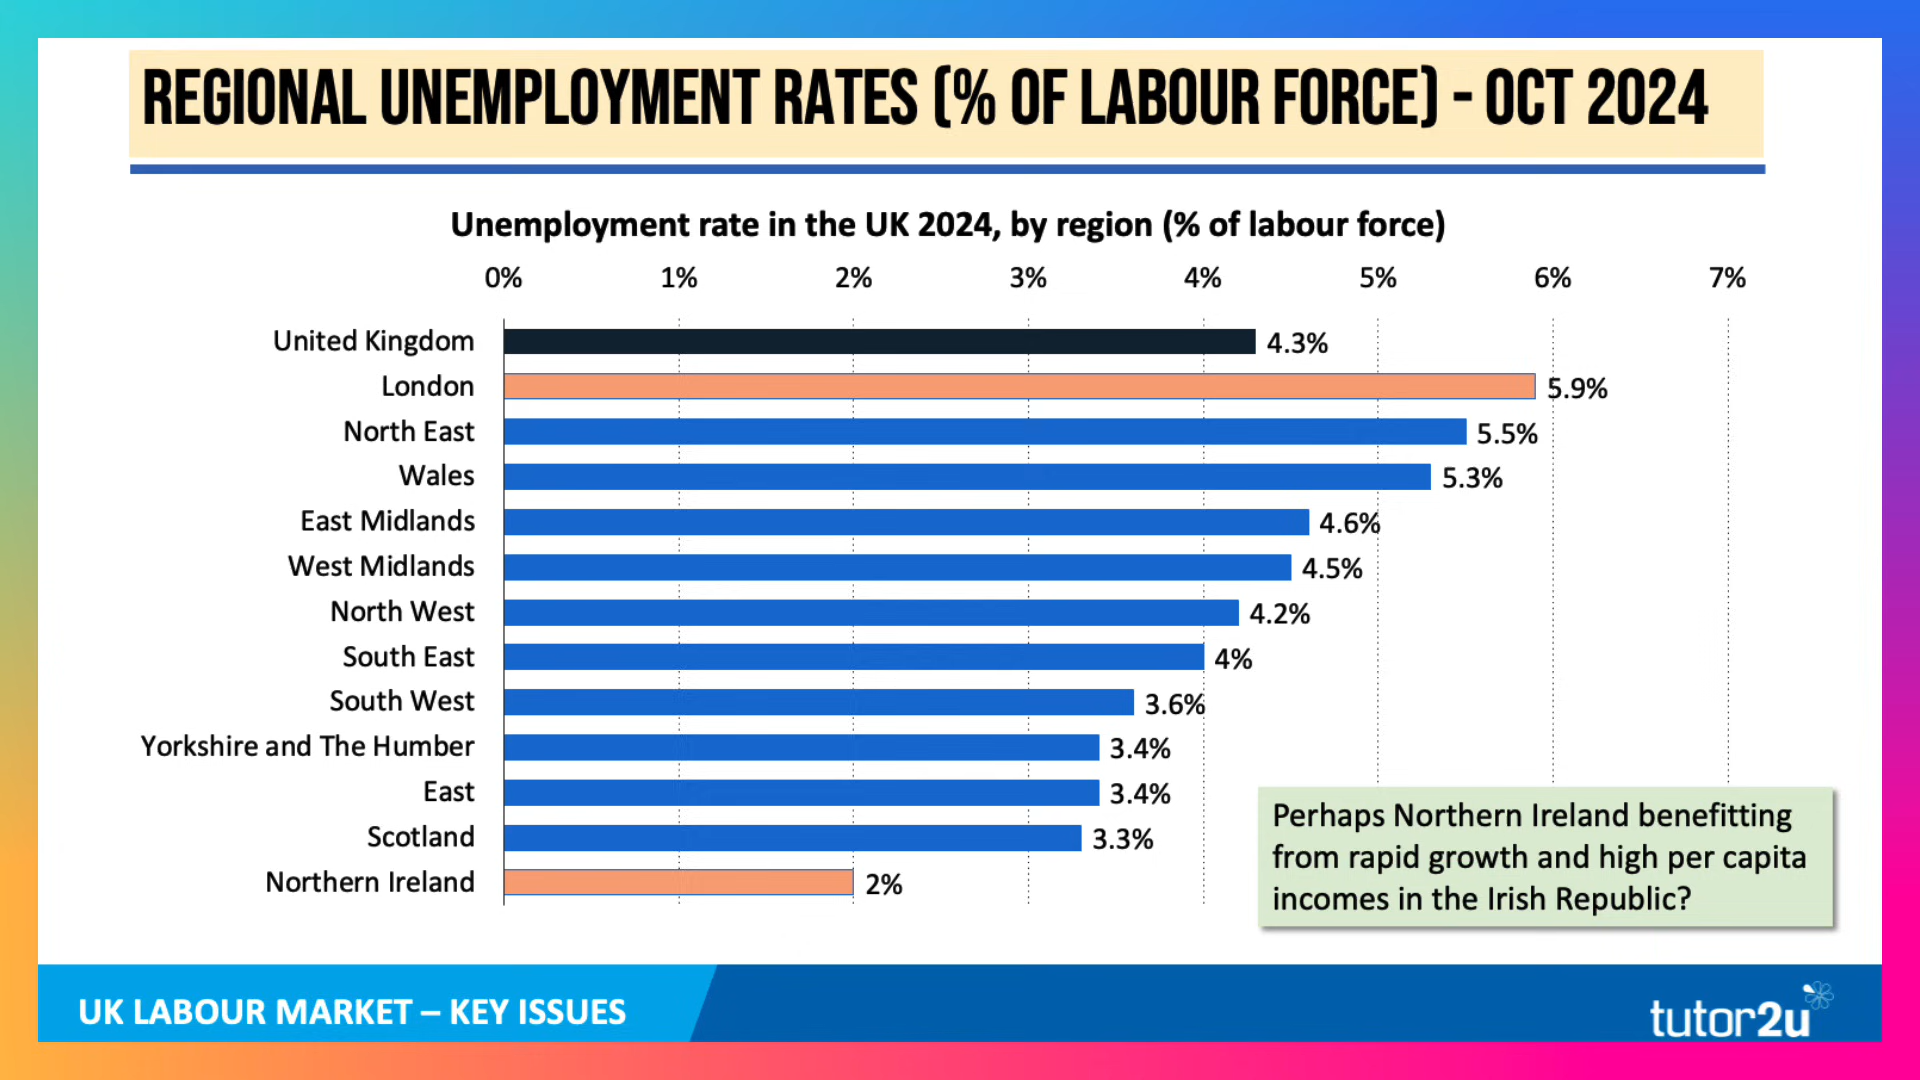 REGIONAL UNEMPLOYMENT RATES (% OF LABOUR FORCE) - OCT 2024
Unemployment rate in the UK 2024, by region (% of labour force)
0% 1% 2% 3% 4% 5% 6% 7%
United Kingdom 4.3%
London 5.9%
North East 5.5%
Wales 5.3%
East Midlands 4.6%
West Midlands 4.5%
North West 4.2%
South East 4%
South West 3.6%
Yorkshire and The Humber 3.4%
East 3.4%
Scotland 3.3%
Northern Ireland 2%
Perhaps Northern Ireland benefitting
from rapid growth and high per capita
incomes in the Irish Republic?
UK LABOUR MARKET – KEY ISSUES
tutor2u